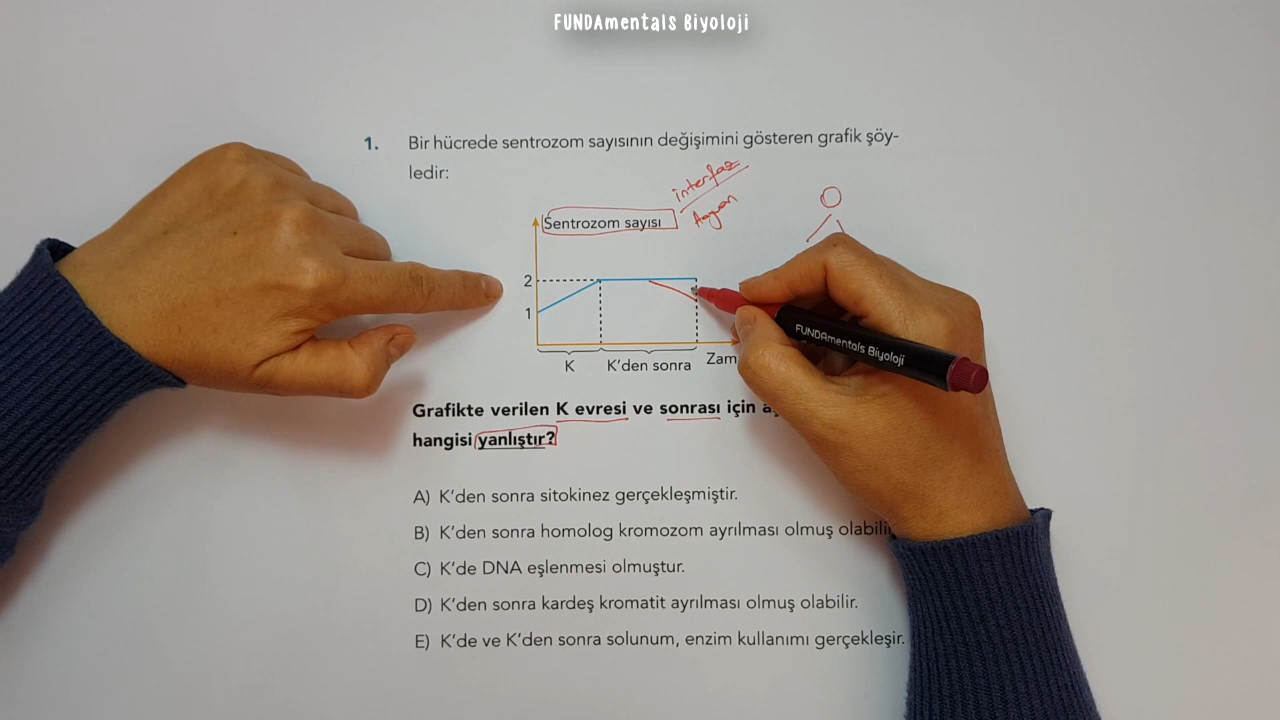 FUNDAmentals Biyoloji
1. Bir hücrede sentrozom sayısının değişimini gösteren grafik şöy-
ledir:
interfaz
Hayvan
Sentrozom sayısı
2
1
K
K'den sonra
Zam
FUNDAmentals Biyoloji
Grafikte verilen K evresi ve sonrası için
hangisi yanlıştır?
A) K'den sonra sitokinez gerçekleşmiştir.
B) K'den sonra homolog kromozom ayrılması olmuş olabili
C) K'de DNA eşlenmesi olmuştur.
D) K'den sonra kardeş kromatit ayrılması olmuş olabilir.
E) K'de ve K'den sonra solunum, enzim kullanımı gerçekleşir.